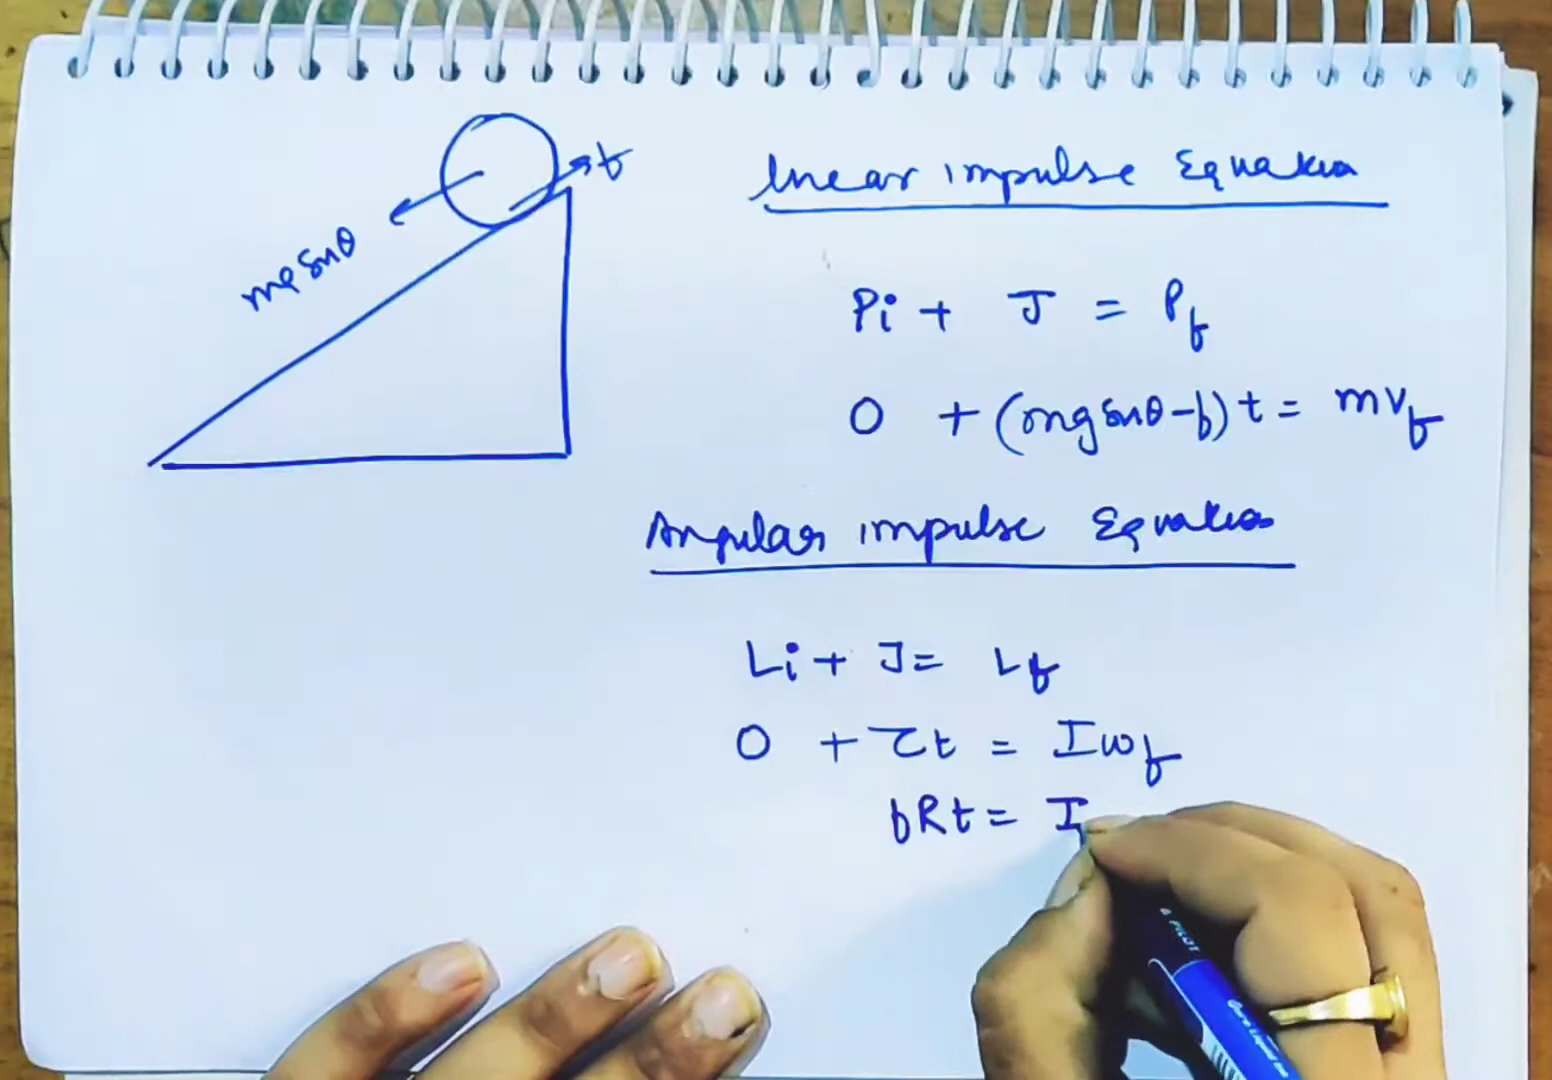 f
mg sinθ
linear impulse Equation
Pi + J = Pf
0 + (mg sinθ-f) t = mvf
Angular impulse Equation
Li + J = Lf
0 + τt = Iωf
fRt = I
PILOT